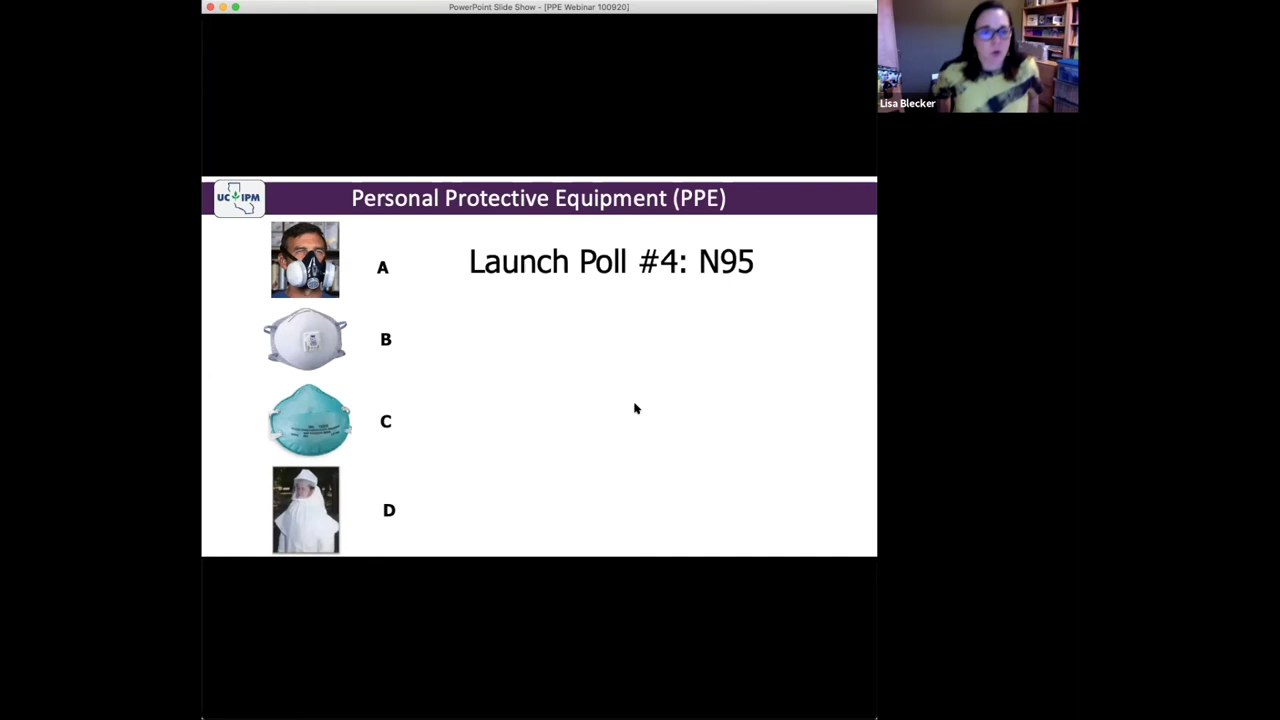 PowerPoint Slide Show - [PPE Webinar 100920]
Lisa Blecker
UC IPM
Personal Protective Equipment (PPE)
A
Launch Poll #4: N95
B
C
D